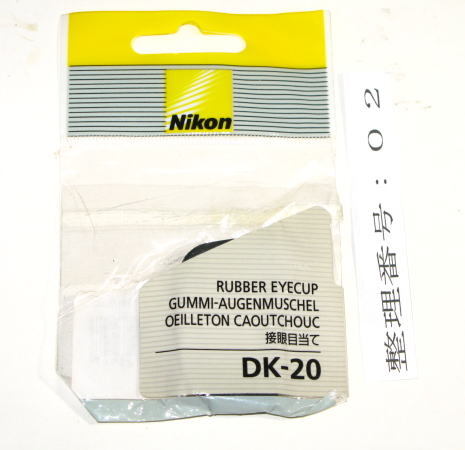 Nikon
RUBBER EYECUP
GUMMI-AUGENMUSCHEL
OEILLETON CAOUTCHOUC
接眼目当て
DK-20
整理番号:02